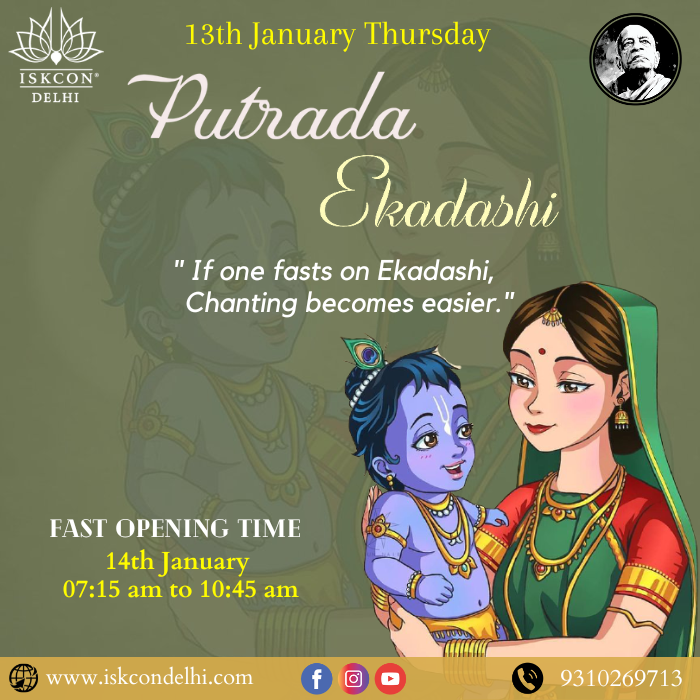 ISKCON®
DELHI
13th January Thursday
Putrada
Ekadashi
" If one fasts on Ekadashi,
Chanting becomes easier."
FAST OPENING TIME
14th January
07:15 am to 10:45 am
www.iskcondelhi.com
9310269713